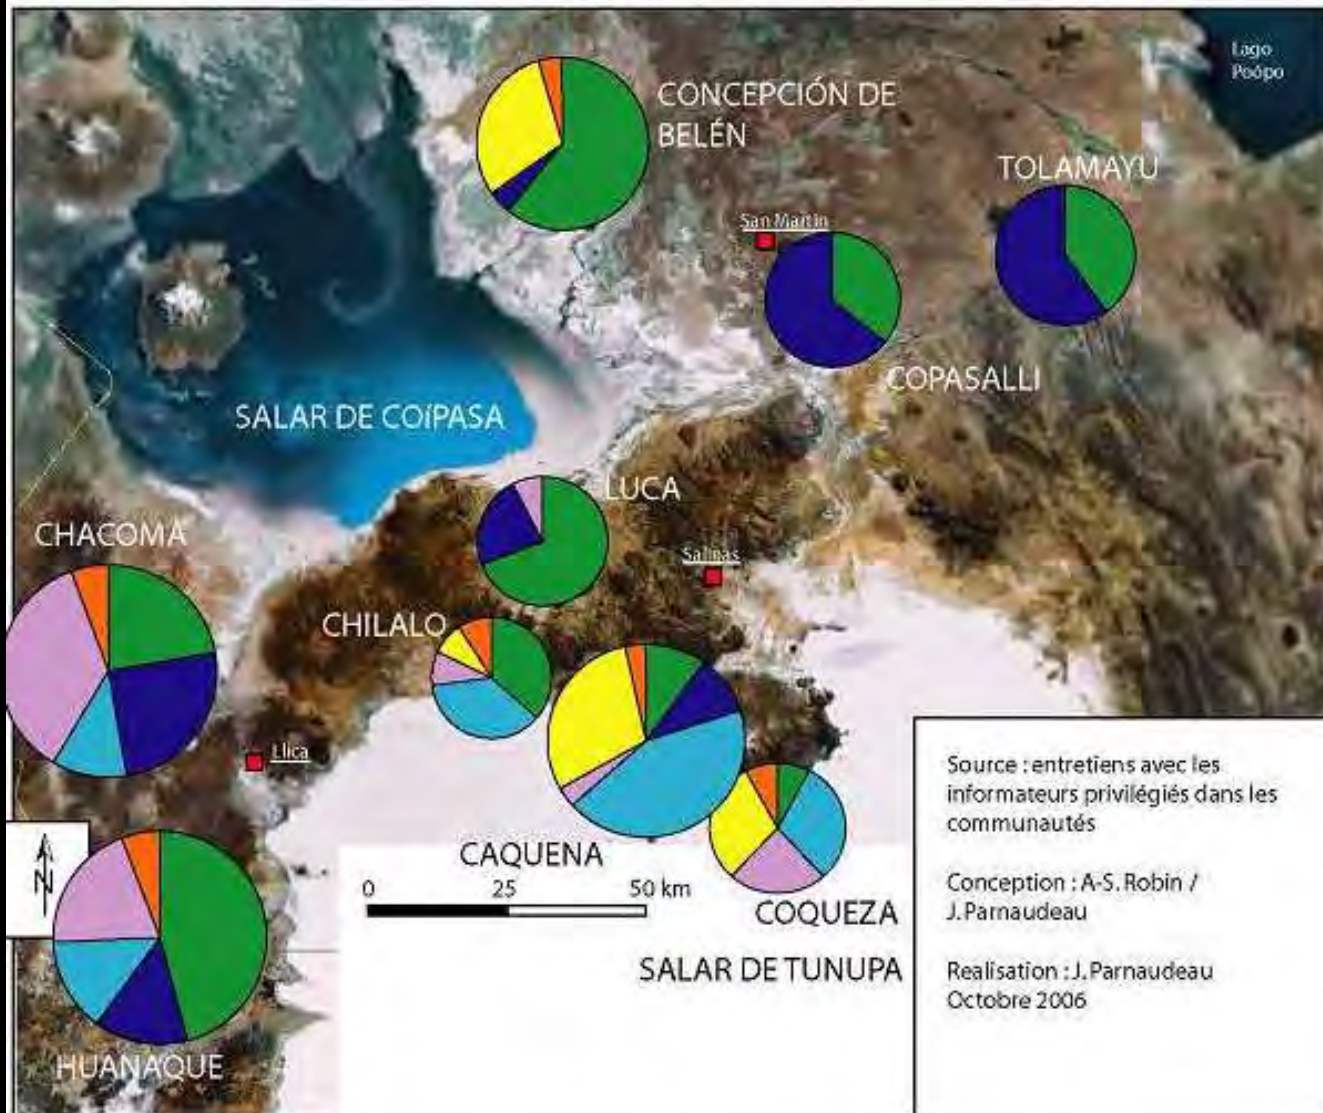 Lago
Poópo
CONCEPCIÓN DE
BELÉN
TOLAMAYU
San Martin
COPASALLI
SALAR DE COÍPASA
LUCA
CHACOMA
Salinas
CHILALO
Llica
CAQUENA
0 25 50 km
COQUEZA
SALAR DE TUNUPA
N
HUANAQUE
Source : entretiens avec les
informateurs privilégiés dans les
communautés
Conception : A-S. Robin /
J.Parnaudeau
Realisation : J. Parnaudeau
Octobre 2006